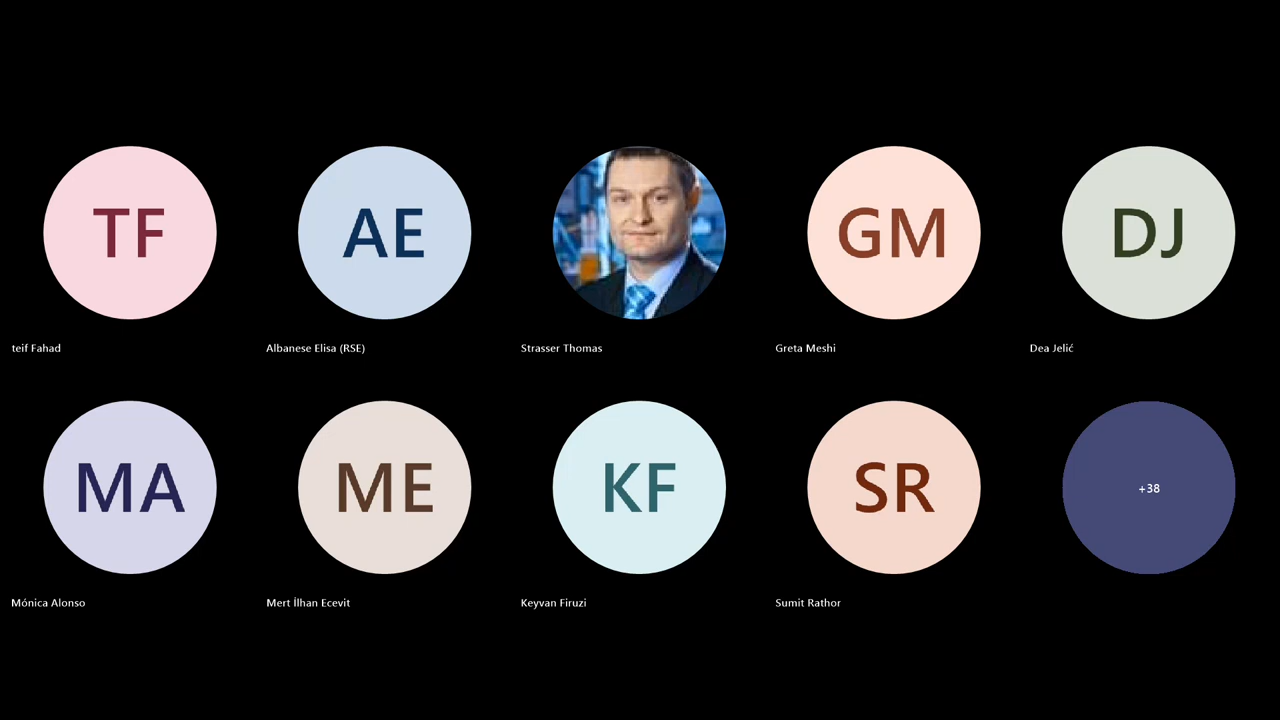 TF
AE
GM
DJ
teif Fahad
Albanese Elisa (RSE)
Strasser Thomas
Greta Meshi
Dea Jelić
MA
ME
KF
SR
+38
Mónica Alonso
Mert İlhan Ecevit
Keyvan Firuzi
Sumit Rathor